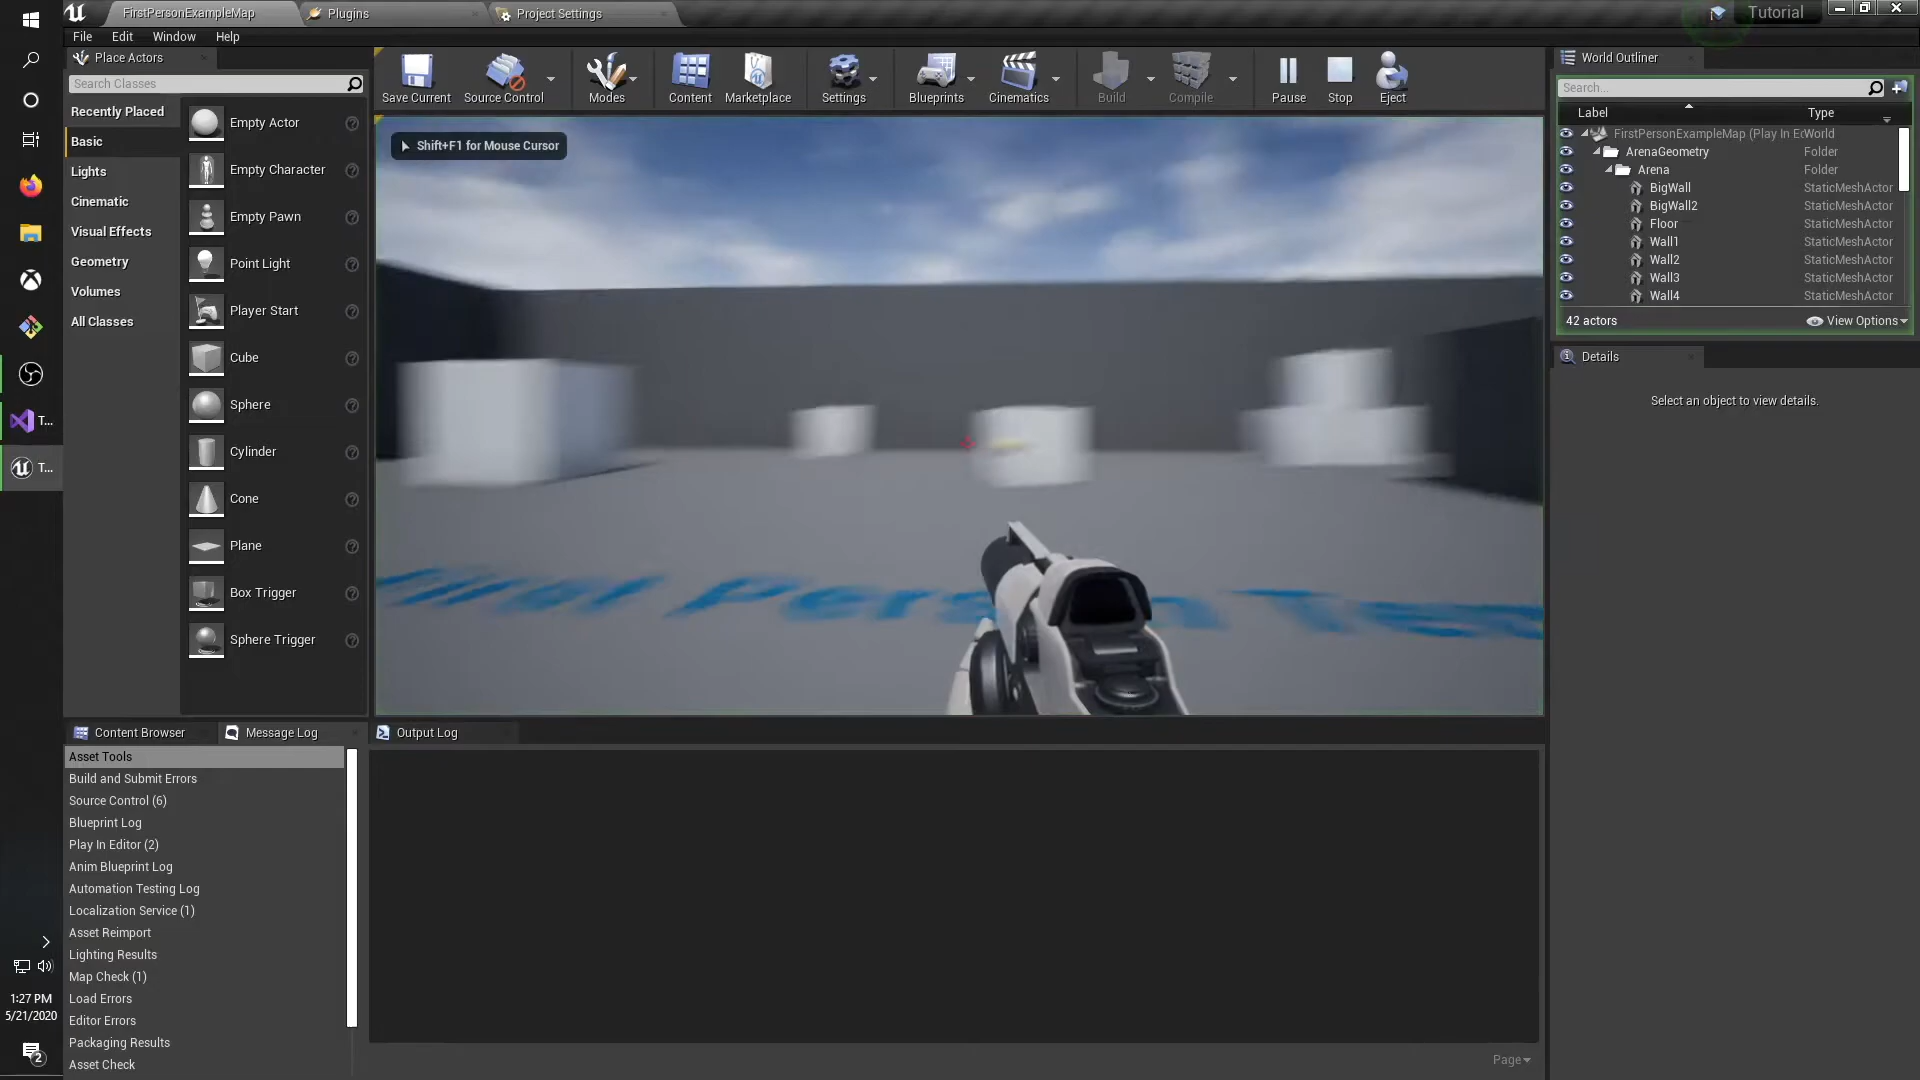 FirstPersonExampleMap
Plugins
Project Settings
Tutorial
File Edit Window Help
Place Actors
Search Classes
Recently Placed
Basic
Lights
Cinematic
Visual Effects
Geometry
Volumes
All Classes
Empty Actor
Empty Character
Empty Pawn
Point Light
Player Start
Cube
Sphere
Cylinder
Cone
Plane
Box Trigger
Sphere Trigger
Save Current
Source Control
Modes
Content
Marketplace
Settings
Blueprints
Cinematics
Build
Compile
Pause
Stop
Eject
Shift+F1 for Mouse Cursor
World Outliner
Search...
Label Type
FirstPersonExampleMap (Play In Ed World
ArenaGeometry Folder
Arena Folder
BigWall StaticMeshActor
BigWall2 StaticMeshActor
Floor StaticMeshActor
Wall1 StaticMeshActor
Wall2 StaticMeshActor
Wall3 StaticMeshActor
Wall4 StaticMeshActor
42 actors
View Options
Details
Select an object to view details.
Content Browser
Message Log
Output Log
Asset Tools
Build and Submit Errors
Source Control (6)
Blueprint Log
Play In Editor (2)
Anim Blueprint Log
Automation Testing Log
Localization Service (1)
Asset Reimport
Lighting Results
Map Check (1)
Load Errors
Editor Errors
Packaging Results
Asset Check
Page
T...
T...
1:27 PM
5/21/2020
2